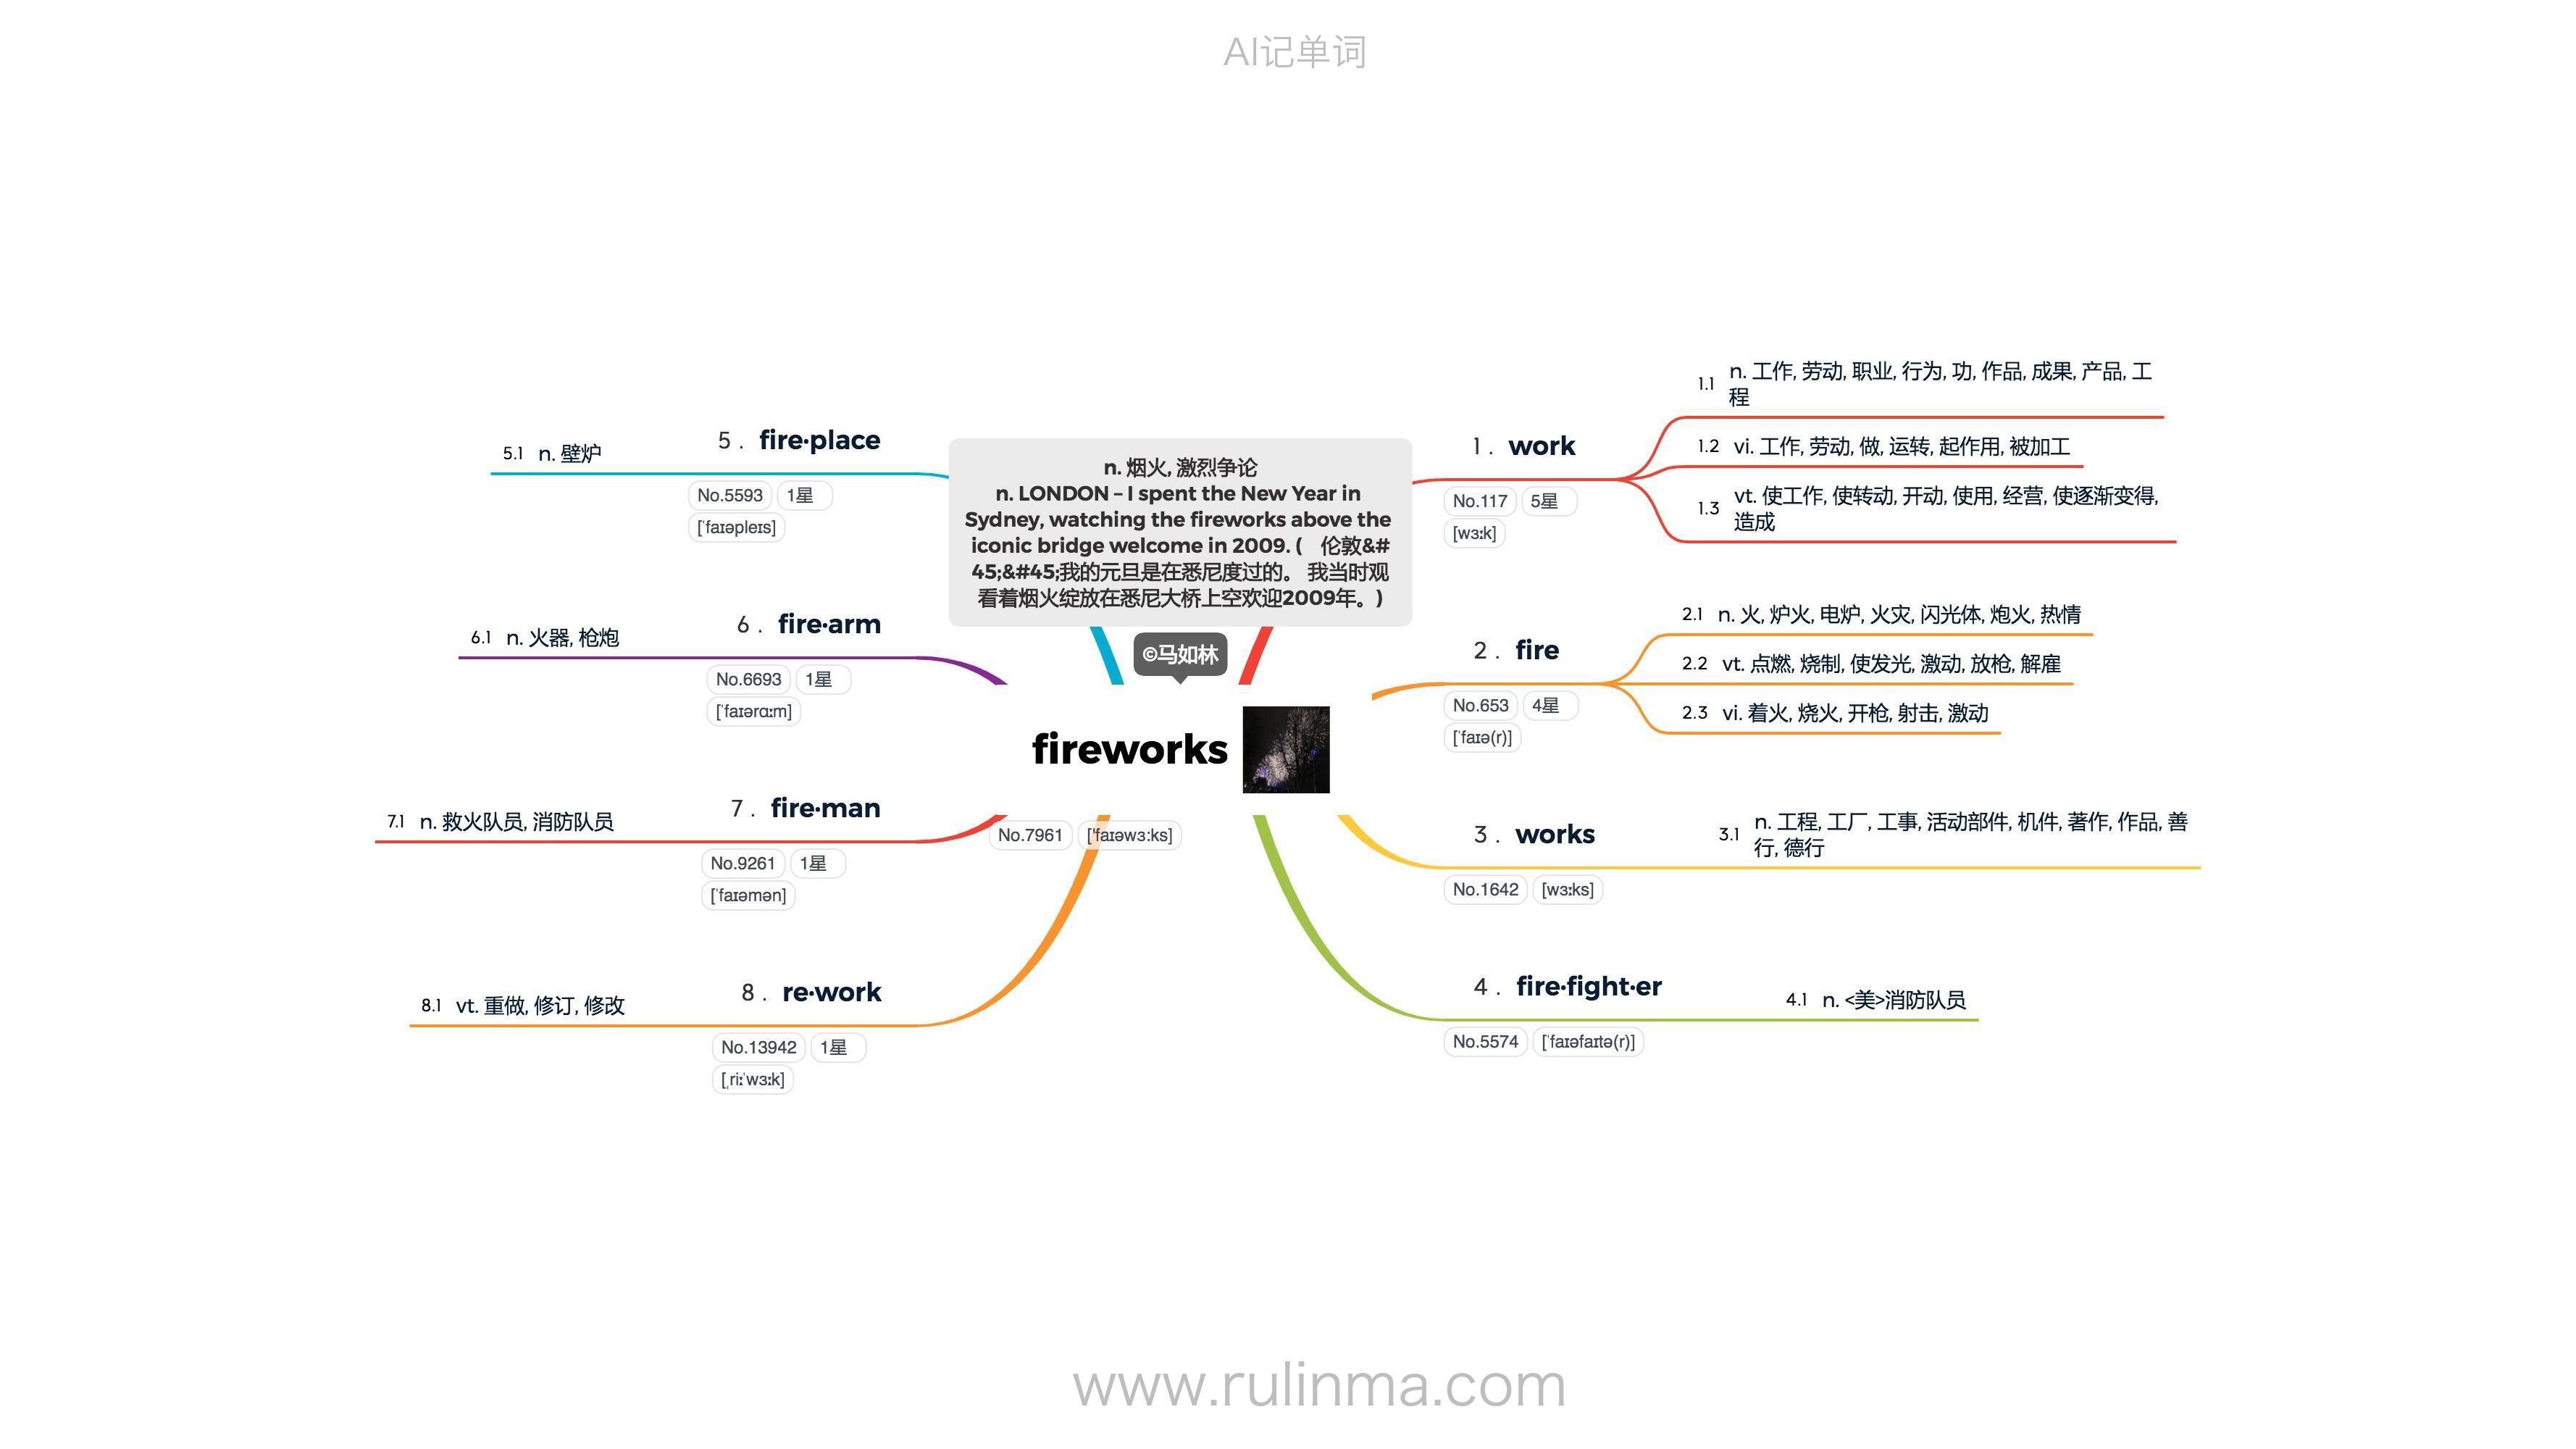 AI记单词
n. 烟火, 激烈争论
n. LONDON – I spent the New Year in
Sydney, watching the fireworks above the
iconic bridge welcome in 2009. ( 伦敦&#
45;&#45;我的元旦是在悉尼度过的。 我当时观
看着烟火绽放在悉尼大桥上空欢迎2009年。)
©马如林
fireworks
No.7961 ['faɪəwɜ:ks]
1 . work
No.117 5星
[wɜːk]
1.1 n. 工作, 劳动, 职业, 行为, 功, 作品, 成果, 产品, 工
程
1.2 vi. 工作, 劳动, 做, 运转, 起作用, 被加工
1.3 vt. 使工作, 使转动, 开动, 使用, 经营, 使逐渐变得,
造成
2 . fire
No.653 4星
[ˈfaɪə(r)]
2.1 n. 火, 炉火, 电炉, 火灾, 闪光体, 炮火, 热情
2.2 vt. 点燃, 烧制, 使发光, 激动, 放枪, 解雇
2.3 vi. 着火, 烧火, 开枪, 射击, 激动
3 . works
No.1642 [wɜːks]
3.1 n. 工程, 工厂, 工事, 活动部件, 机件, 著作, 作品, 善
行, 德行
4 . fire·fight·er
No.5574 [ˈfaɪəfaɪtə(r)]
4.1 n. <美>消防队员
5 . fire·place
No.5593 1星
[ˈfaɪəpleɪs]
5.1 n. 壁炉
6 . fire·arm
No.6693 1星
[ˈfaɪərɑːm]
6.1 n. 火器, 枪炮
7 . fire·man
No.9261 1星
[ˈfaɪəmən]
7.1 n. 救火队员, 消防队员
8 . re·work
No.13942 1星
[ˌriːˈwɜːk]
8.1 vt. 重做, 修订, 修改
www.rulinma.com